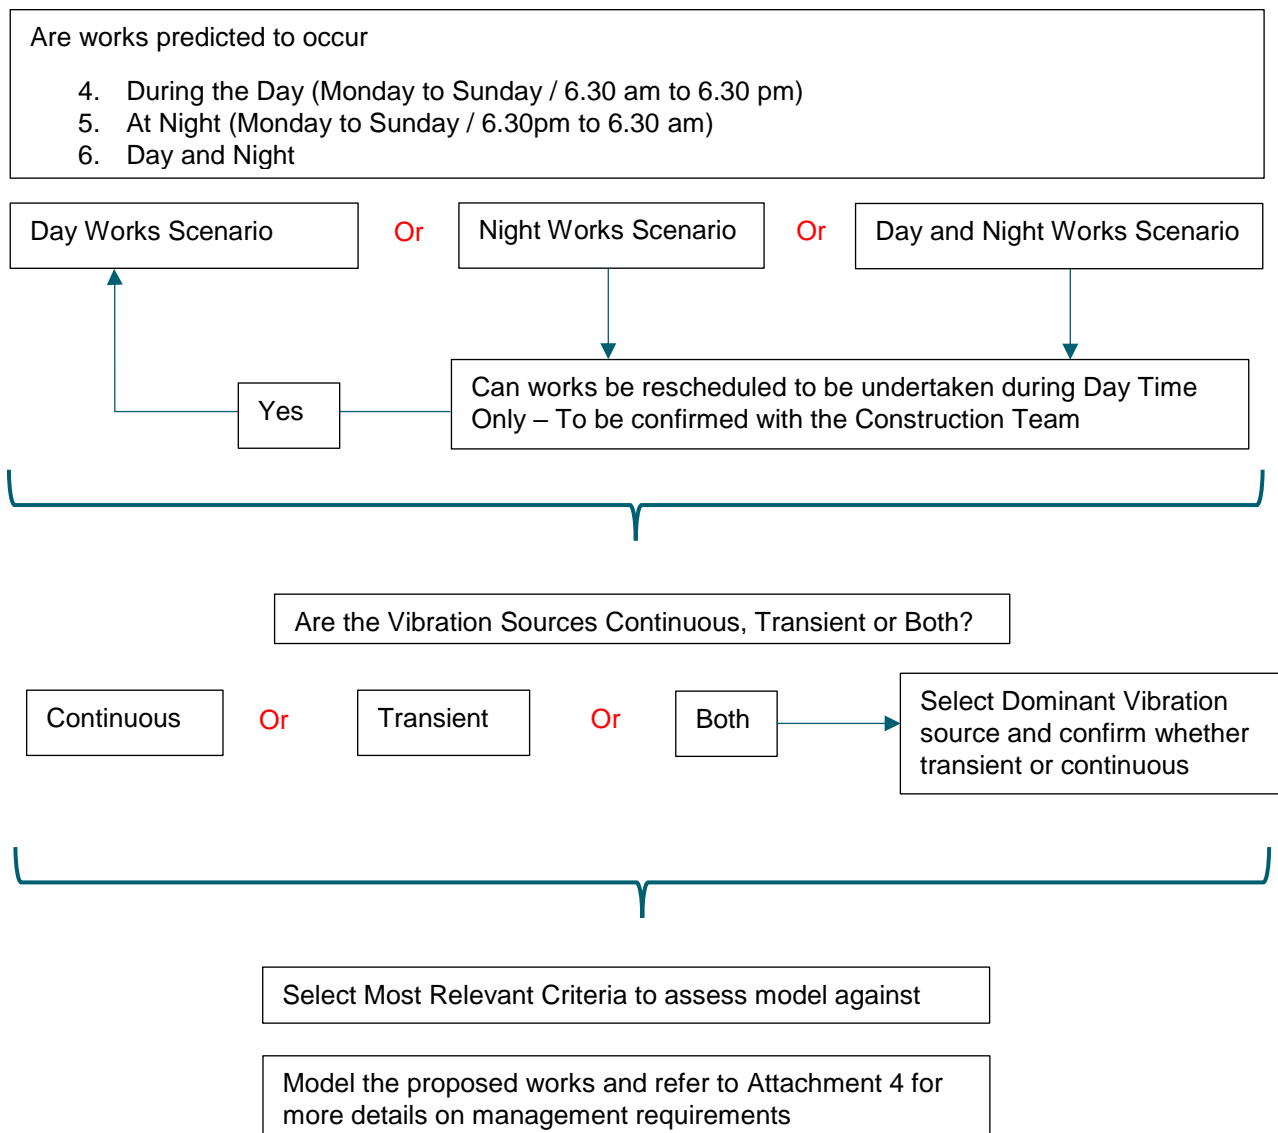 Are works predicted to occur
4. During the Day (Monday to Sunday / 6.30 am to 6.30 pm)
5. At Night (Monday to Sunday / 6.30pm to 6.30 am)
6. Day and Night
Day Works Scenario
Or
Night Works Scenario
Or
Day and Night Works Scenario
Yes
Can works be rescheduled to be undertaken during Day Time
Only – To be confirmed with the Construction Team
Are the Vibration Sources Continuous, Transient or Both?
Continuous
Or
Transient
Or
Both
Select Dominant Vibration
source and confirm whether
transient or continuous
Select Most Relevant Criteria to assess model against
Model the proposed works and refer to Attachment 4 for
more details on management requirements